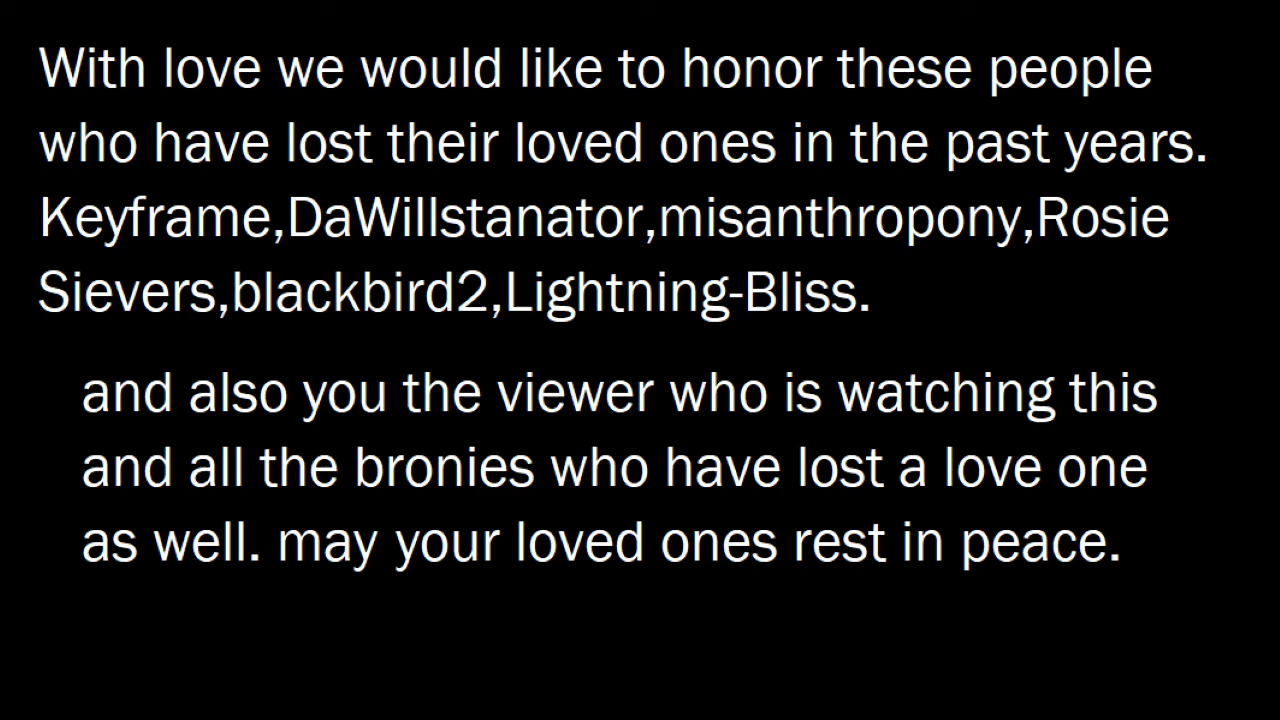 With love we would like to honor these people
who have lost their loved ones in the past years.
Keyframe,DaWillstanator,misanthropony,Rosie
Sievers,blackbird2,Lightning-Bliss.
and also you the viewer who is watching this
and all the bronies who have lost a love one
as well. may your loved ones rest in peace.